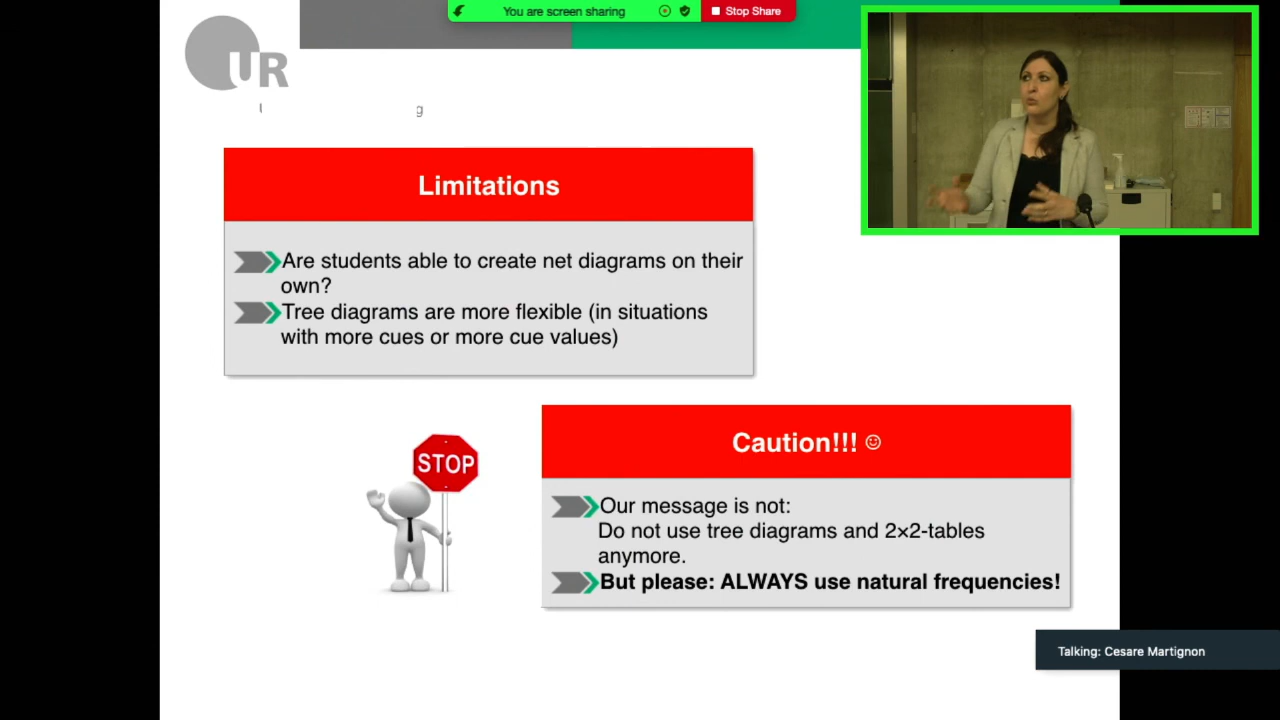 You are screen sharing
Stop Share
UR
g
Limitations
Are students able to create net diagrams on their
own?
Tree diagrams are more flexible (in situations
with more cues or more cue values)
STOP
Caution!!! ☺
Our message is not:
Do not use tree diagrams and 2×2-tables
anymore.
But please: ALWAYS use natural frequencies!
Talking: Cesare Martignon